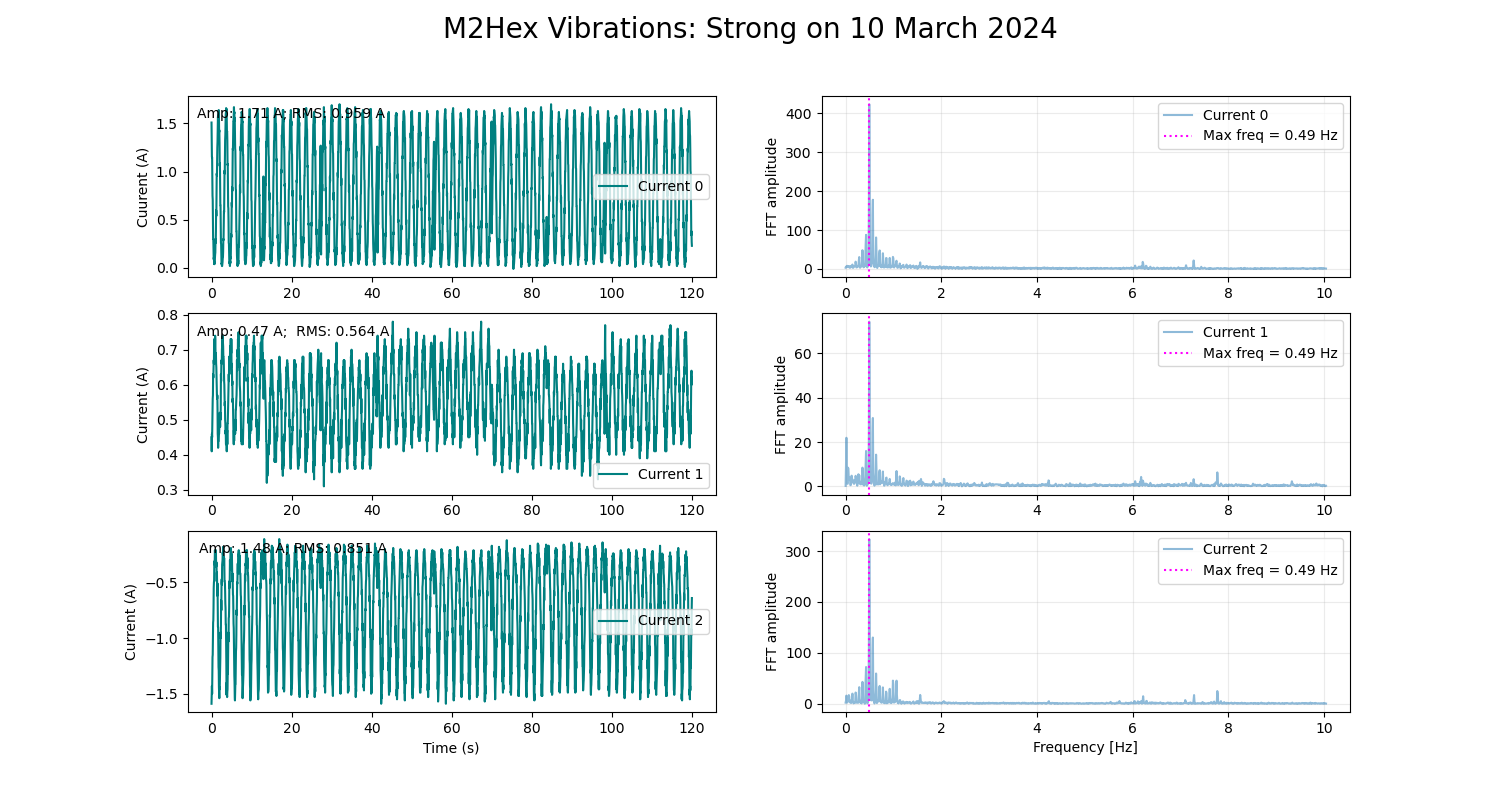 M2Hex Vibrations: Strong on 10 March 2024
Amp: 1.71 A; RMS: 0.959 A
Cuurent (A)
1.5
1.0
0.5
0.0
Current 0
0 20 40 60 80 100 120
FFT amplitude
400
300
200
100
0
Current 0
Max freq = 0.49 Hz
0 2 4 6 8 10
Amp: 0.47 A;  RMS: 0.564 A
Current (A)
0.8
0.7
0.6
0.5
0.4
0.3
Current 1
0 20 40 60 80 100 120
FFT amplitude
60
40
20
0
Current 1
Max freq = 0.49 Hz
0 2 4 6 8 10
Amp: 1.48 A; RMS: 0.851 A
Current (A)
−0.5
−1.0
−1.5
Current 2
0 20 40 60 80 100 120
Time (s)
FFT amplitude
300
200
100
0
Current 2
Max freq = 0.49 Hz
0 2 4 6 8 10
Frequency [Hz]